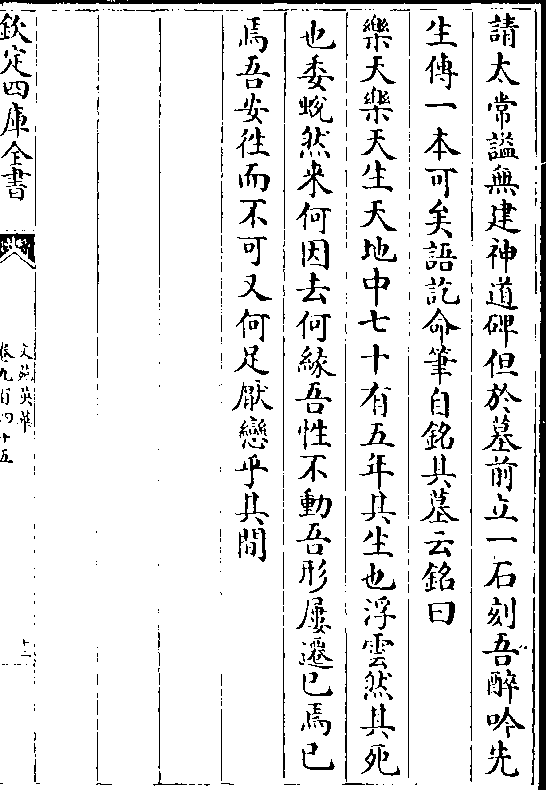 請太常謚無建神道碑但於墓前立一石刻吾醉吟先
生傳一本可矣語訖命筆自銘其墓云銘曰
樂天樂天生天地中七十有五年其生也浮雲然其死
也委蛻然来何因去何緣吾性不動吾形屢遷已焉已
焉吾安徃而不可又何足厭戀乎其間
欽定四庫全書
文苑英華
卷九百四十五
十一